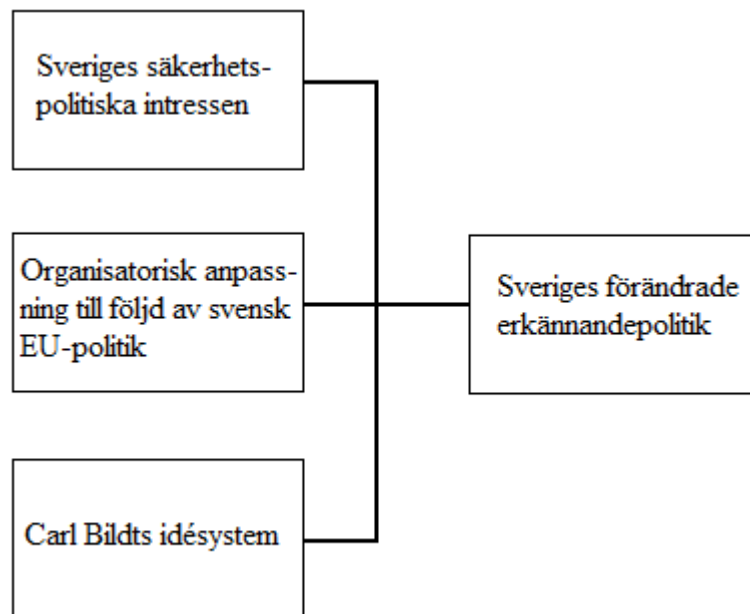 Sveriges säkerhets-
politiska intressen
Organisatorisk anpass-
ning till följd av svensk
EU-politik
Sveriges förändrade
erkännandepolitik
Carl Bildts idésystem